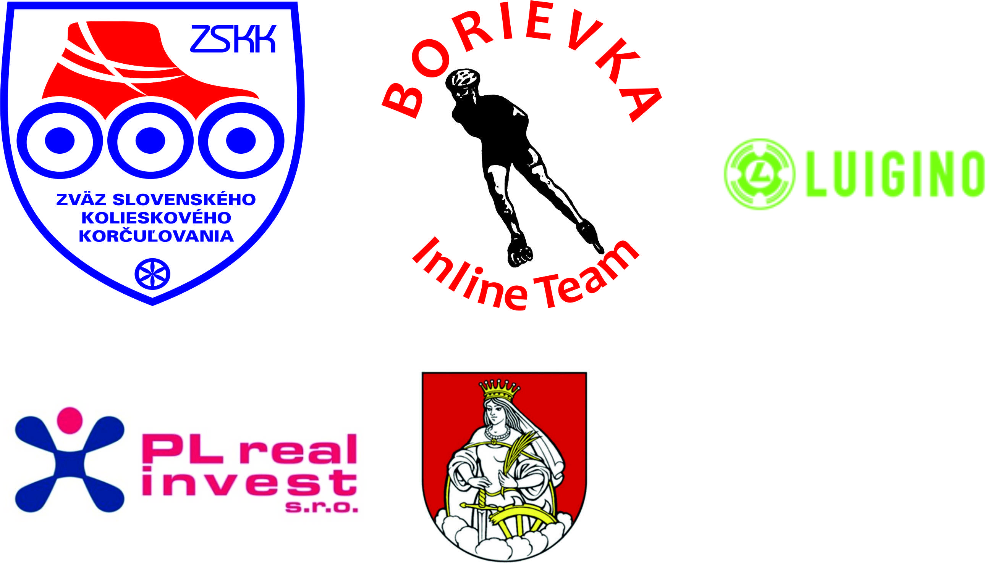 ZSKK
ZVÄZ SLOVENSKÉHO
KOLIESKOVÉHO
KORČUĽOVANIA
BORIEVKA
Inline Team
L LUIGINO
PL real
invest
s.r.o.